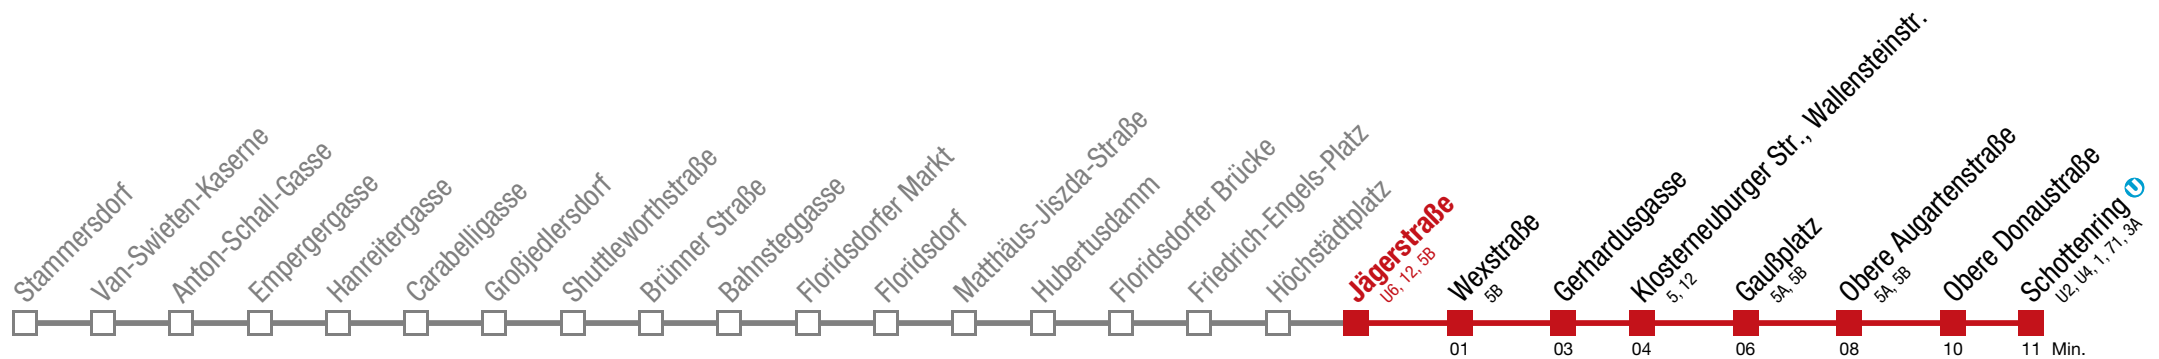 Stammersdorf
Van-Swieten-Kaserne
Anton-Schall-Gasse
Empergergasse
Hanreitergasse
Carabelligasse
Großjedlersdorf
Shuttleworthstraße
Brünner Straße
Bahnsteggasse
Floridsdorfer Markt
Floridsdorf
Matthäus-Jiszda-Straße
Hubertusdamm
Floridsdorfer Brücke
Friedrich-Engels-Platz
Höchstädtplatz
Jägerstraße
U6, 12, 5B
Wexstraße
5B
Gerhardusgasse
Klosterneuburger Str., Wallensteinstr.
5, 12
Gaußplatz
5A, 5B
Obere Augartenstraße
5A, 5B
Obere Donaustraße
Schottenring U
U2, U4, 1, 71, 3A
01 03 04 06 08 10 11 Min.